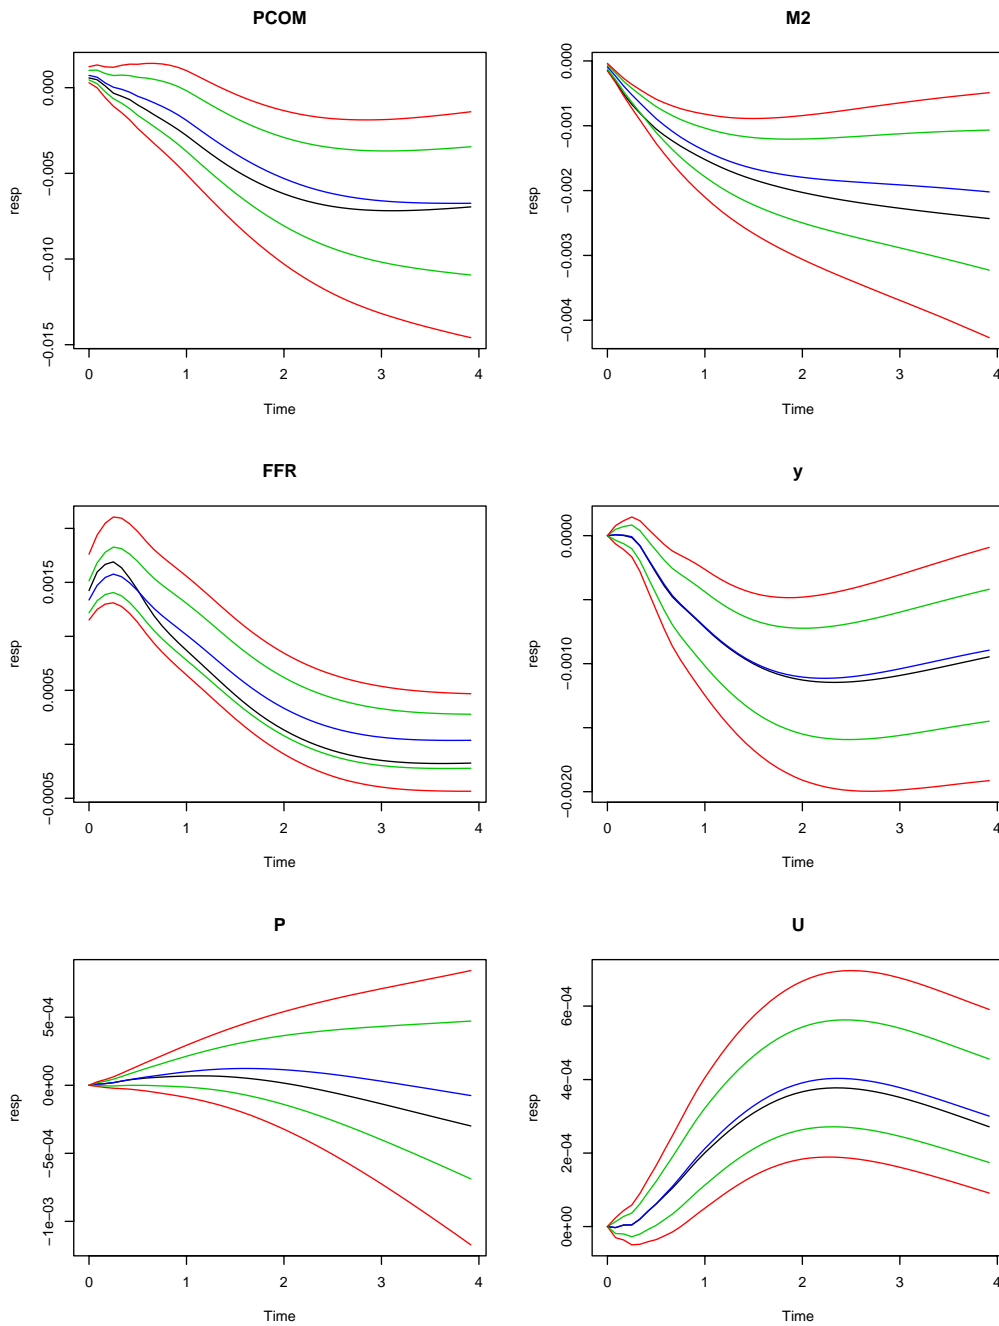 PCOM
M2
resp
0.000
−0.005
−0.010
−0.015
0 1 2 3 4
Time
resp
0.000
−0.001
−0.002
−0.003
−0.004
0 1 2 3 4
Time
FFR
y
resp
0.0015
0.0005
−0.0005
0 1 2 3 4
Time
resp
0.0000
−0.0010
−0.0020
0 1 2 3 4
Time
P
U
resp
5e−04
0e+00
−5e−04
−1e−03
0 1 2 3 4
Time
resp
6e−04
4e−04
2e−04
0e+00
0 1 2 3 4
Time